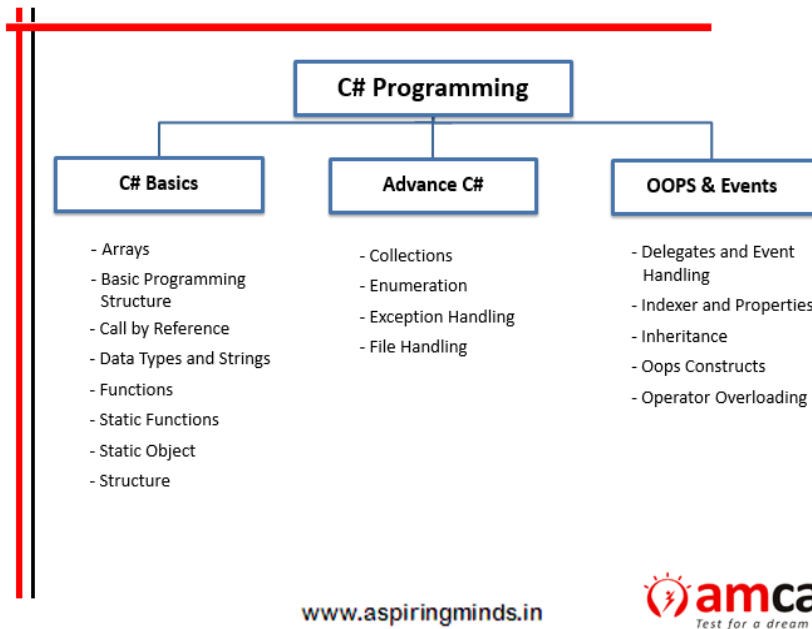 C# Programming
C# Basics
- Arrays
- Basic Programming
Structure
- Call by Reference
- Data Types and Strings
- Functions
- Static Functions
- Static Object
- Structure
Advance C#
- Collections
- Enumeration
- Exception Handling
- File Handling
OOPS & Events
- Delegates and Event
Handling
- Indexer and Properties
- Inheritance
- Oops Constructs
- Operator Overloading
www.aspiringminds.in
amca
Test for a dream